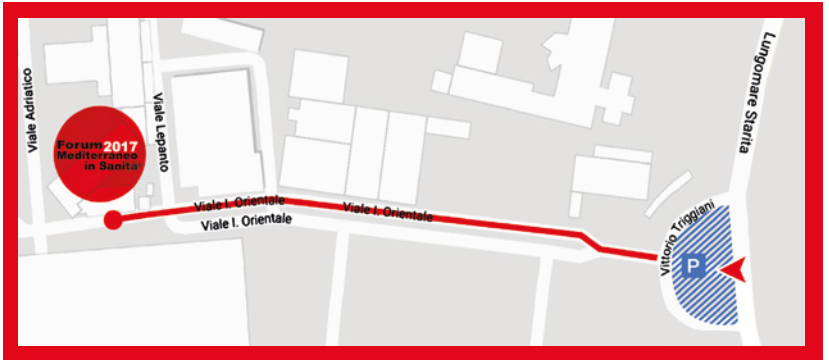 Viale Adriatico
Viale Lepanto
Forum 2017
Mediterraneo
in Sanità
Viale I. Orientale
Viale I. Orientale
Viale I. Orientale
Vittorio Triggiani
P
Lungomare Starita